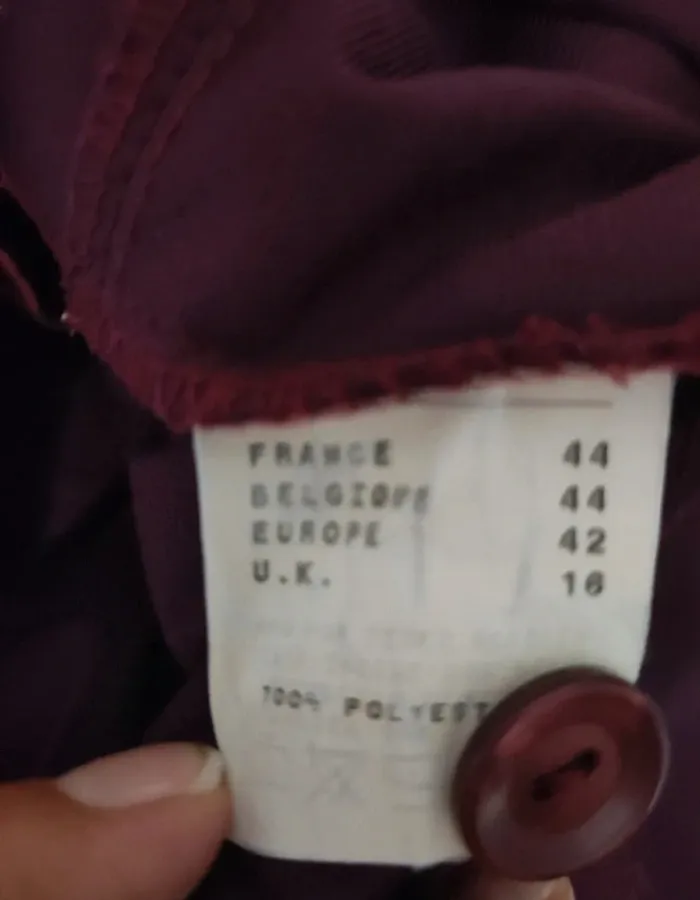 FRANCE 44
BELGIQUE 44
EUROPE 42
U.K. 16
100% POLYEST